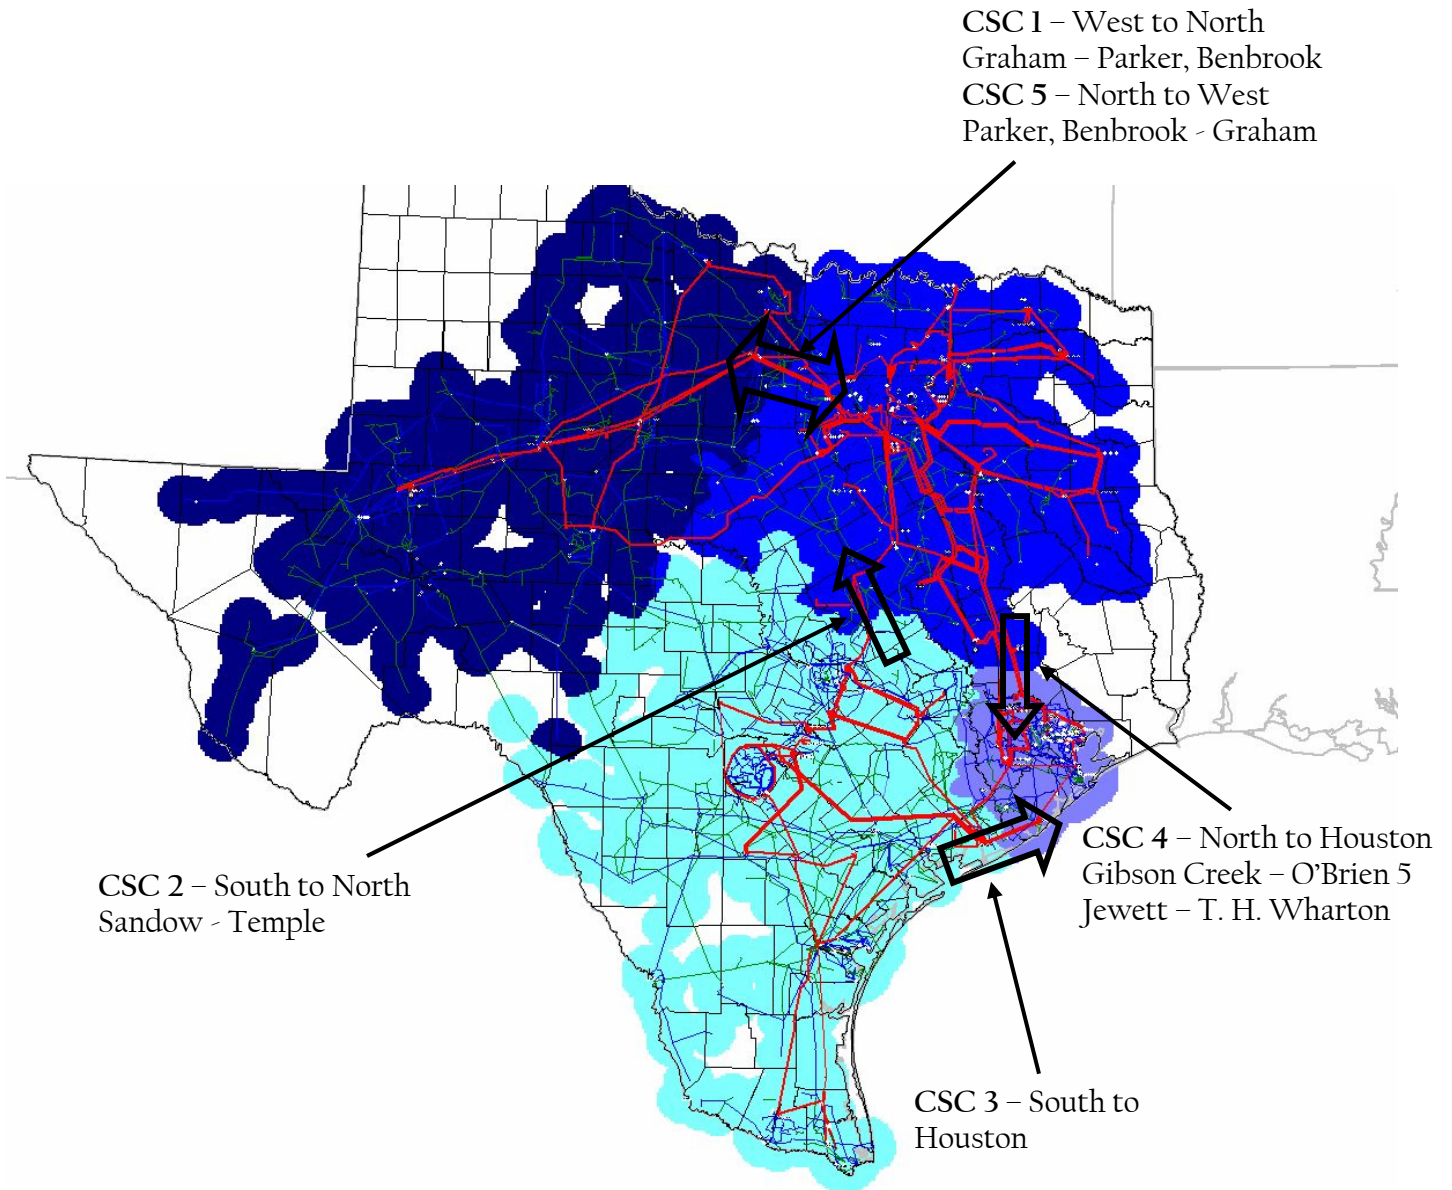 CSC 1 – West to North
Graham – Parker, Benbrook
CSC 5 – North to West
Parker, Benbrook - Graham
CSC 4 – North to Houston
Gibson Creek – O'Brien 5
Jewett – T. H. Wharton
CSC 2 – South to North
Sandow - Temple
CSC 3 – South to
Houston